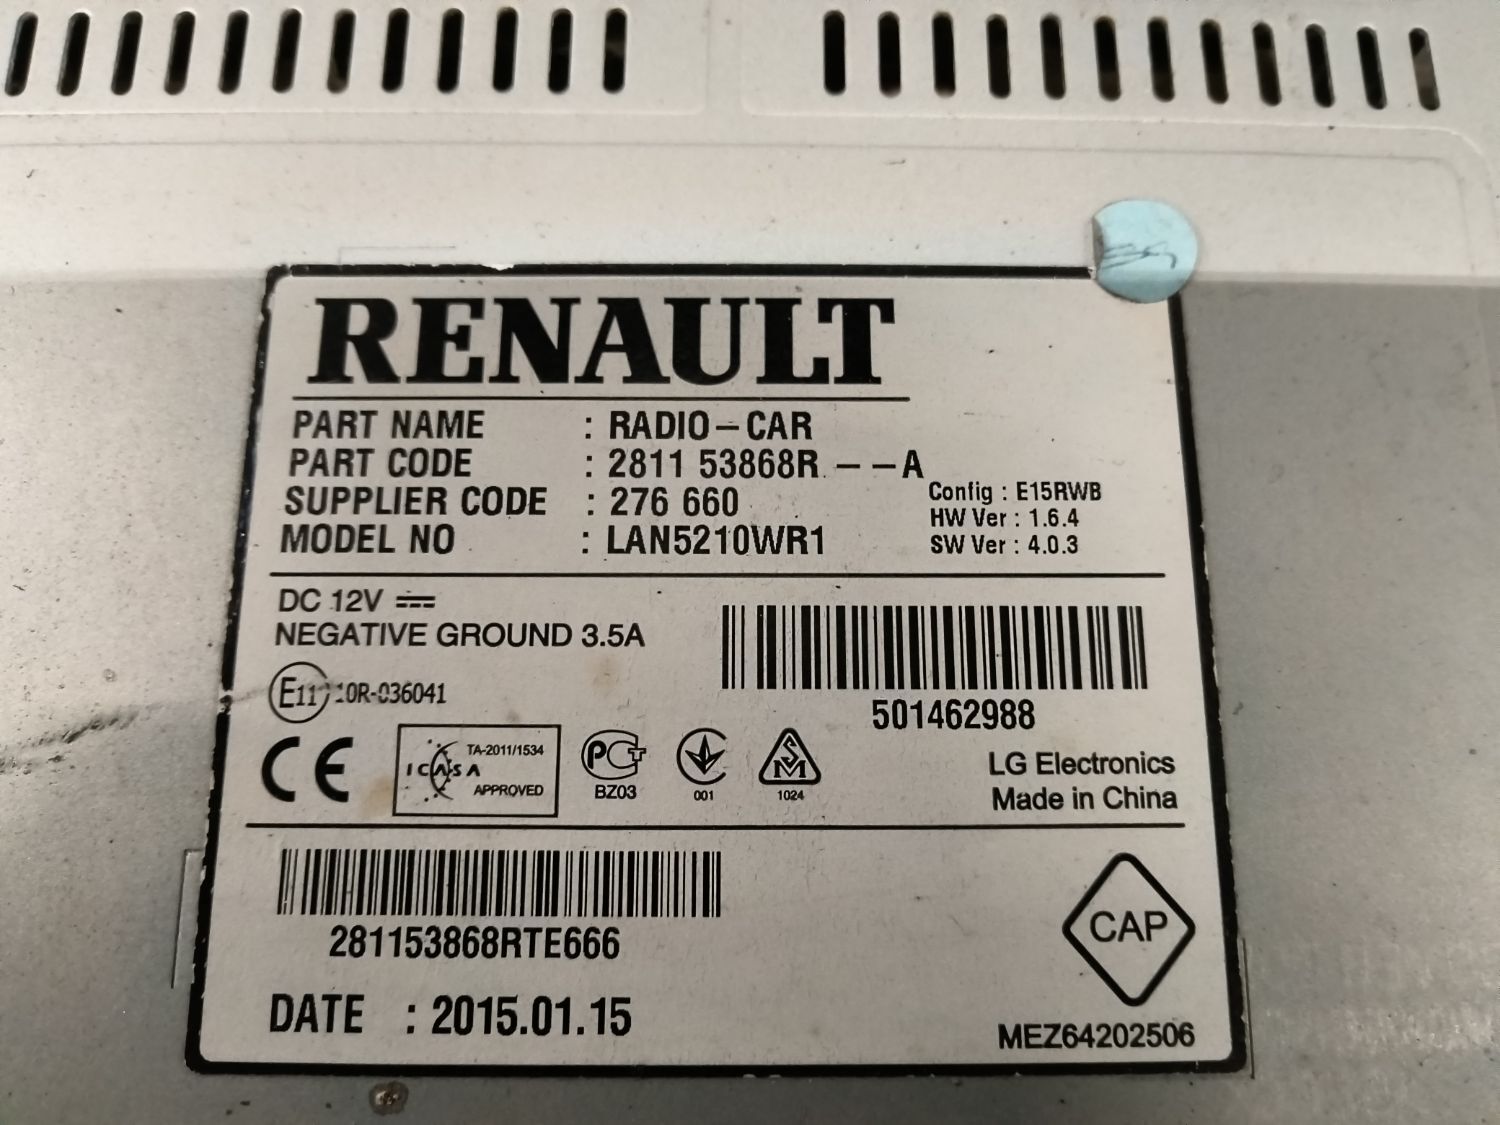 RENAULT
PART NAME : RADIO-CAR
PART CODE : 2811 53868R --A
SUPPLIER CODE : 276 660
MODEL NO : LAN5210WR1
Config : E15RWB
HW Ver : 1.6.4
SW Ver : 4.0.3
DC 12V
NEGATIVE GROUND 3.5A
E11 10R-036041
501462988
CE
TA-2011/1534
ICASA
APPROVED
PCT
BZ03
001
SM
1024
LG Electronics
Made in China
281153868RTE666
CAP
DATE : 2015.01.15
MEZ64202506